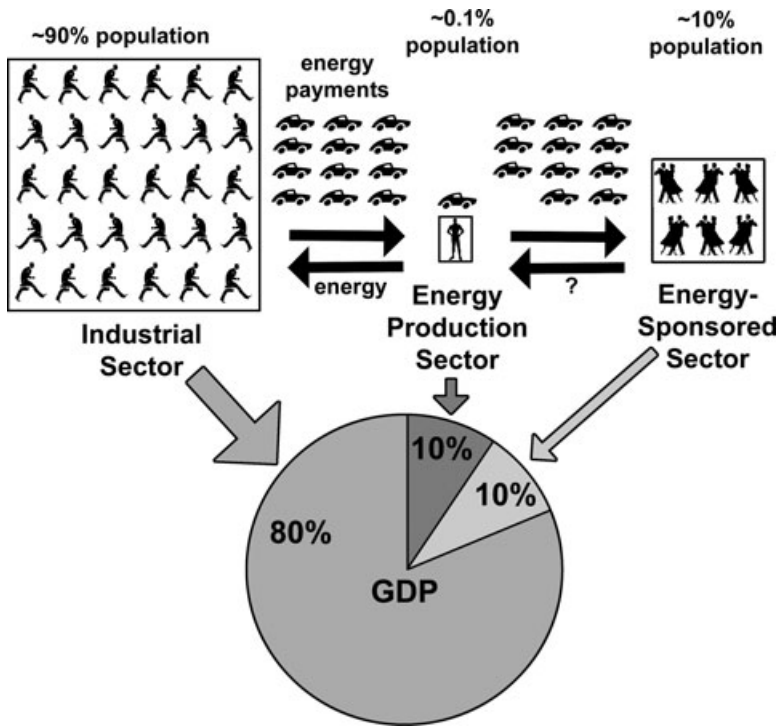 ~90% population
~0.1%
population
~10%
population
energy
payments
energy
?
Industrial
Sector
Energy
Production
Sector
Energy-
Sponsored
Sector
10%
10%
80%
GDP